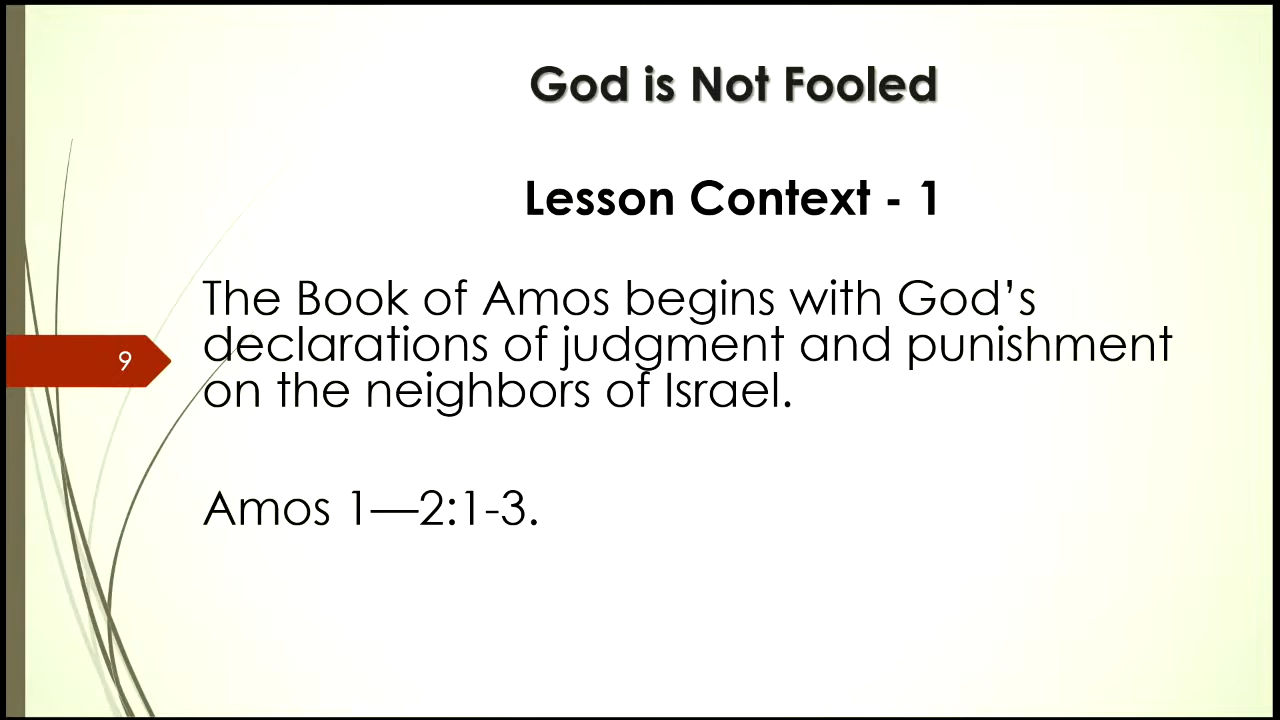 God is Not Fooled
Lesson Context - 1
The Book of Amos begins with God’s
declarations of judgment and punishment
on the neighbors of Israel.
9
Amos 1—2:1-3.